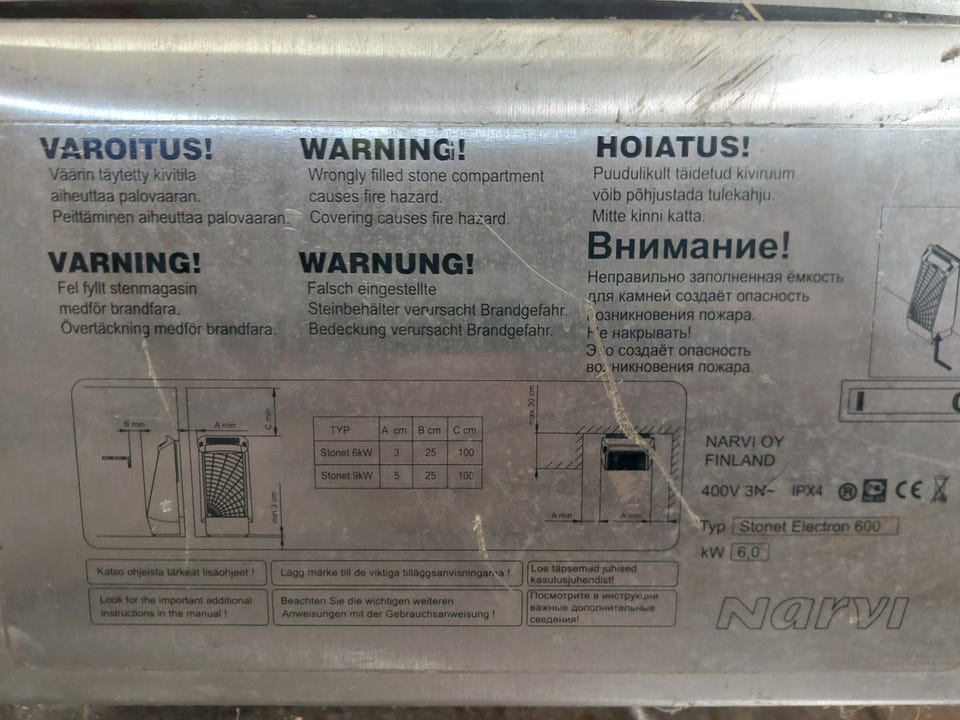 VAROITUS!
Väärin täytetty kivitila
aiheuttaa palovaaran.
Peittäminen aiheuttaa palovaaran.
WARNING!
Wrongly filled stone compartment
causes fire hazard.
Covering causes fire hazard.
HOIATUS!
Puudulikult täidetud kiviruum
võib põhjustada tulekahju.
Mitte kinni katta.
VARNING!
Fel fyllt stenmagasin
medför brandfara.
Övertäckning medför brandfara.
WARNUNG!
Falsch eingestellte
Steinbehälter versursacht Brandgefahr.
Bedeckung verursacht Brandgefahr.
Внимание!
Неправильно заполненная ёмкость
для камней создаёт опасность
возникновения пожара.
Не накрывать!
Это создаёт опасность
возникновения пожара.
B min
A min
C min
min 3 cm
TYP A cm B cm C cm
Stonet 6kW 3 25 100
Stonet 9kW 5 25 100
max 30 cm
A min
A min
I
NARVI OY
FINLAND
400V 3N~ IPX4 CE
Typ Stonet Electron 600
kW 6,0
Narvi
Katso ohjeista tärkeät lisäohjeet !
Lägg märke till de viktiga tilläggsanvisningarna !
Loe täpsemad juhised
kasutusjuhendist!
Look for the important additional
instructions in the manual !
Beachten Sie die wichtigen weiteren
Anweisungen mit der Gebrauchsanweisung !
Посмотрите в инструкции
важные дополнительные
сведения!